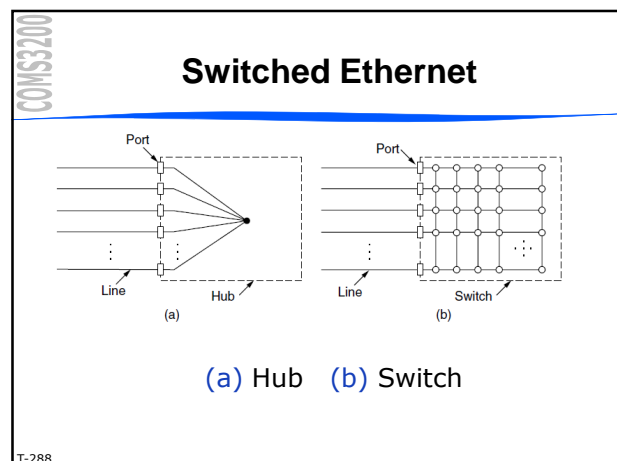 COMS3200
Switched Ethernet
Port
Line
Hub
(a)
Port
Line
Switch
(b)
(a) Hub (b) Switch
T-288